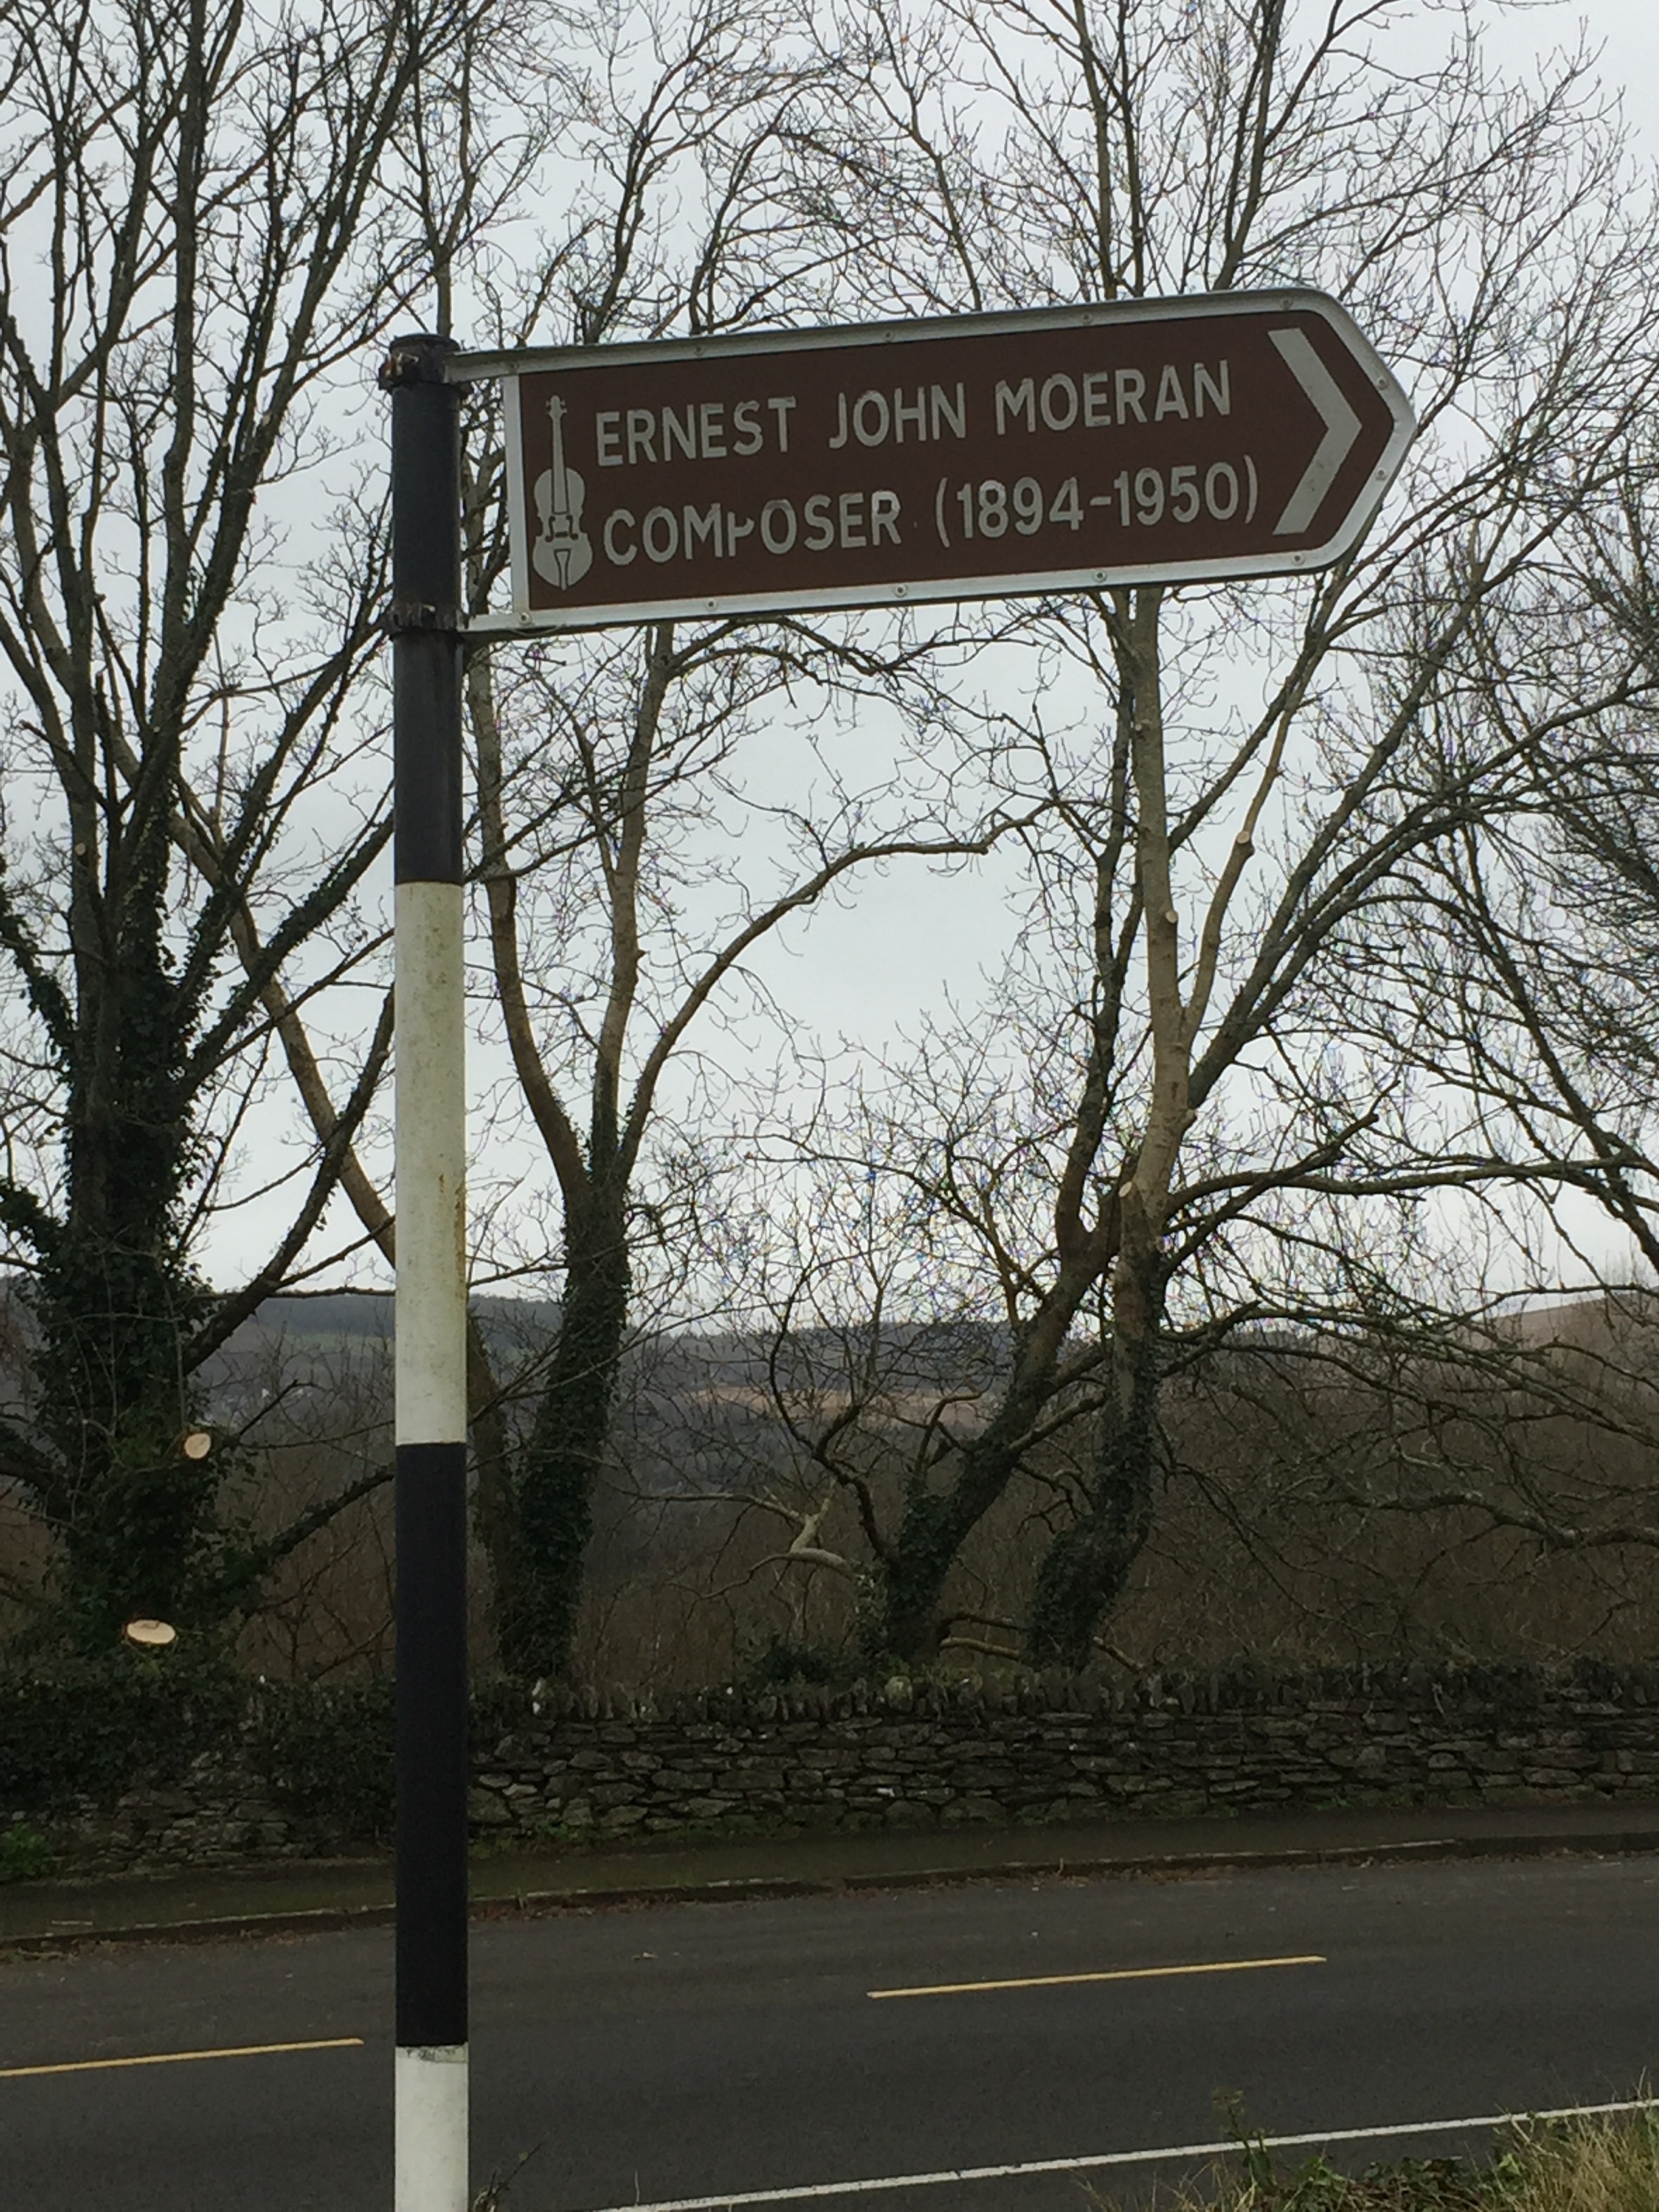 ERNEST JOHN MOERAN
COMPOSER (1894-1950)